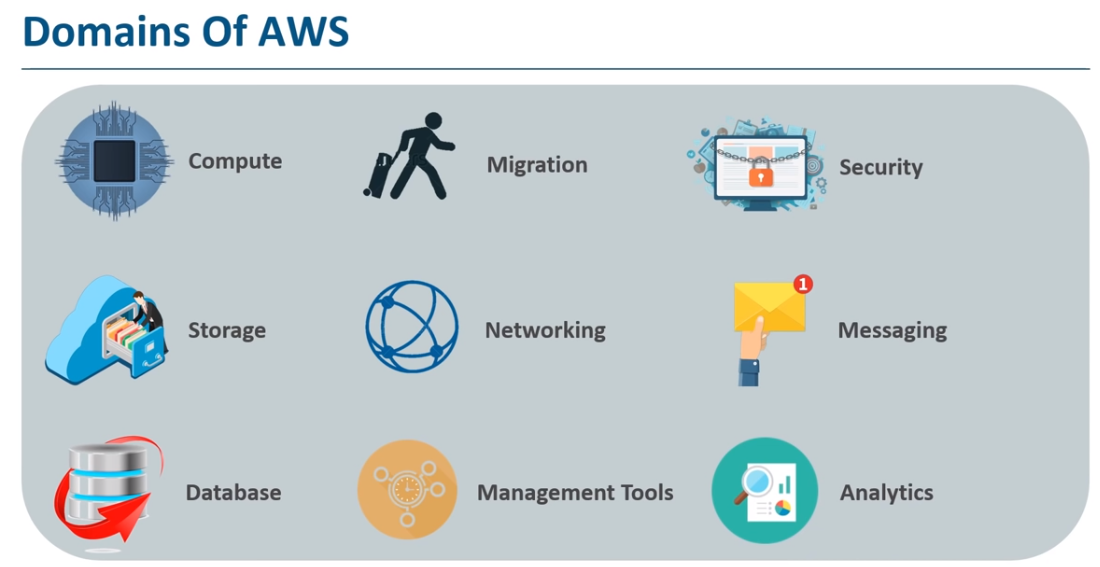 Domains Of AWS
Compute
Migration
Security
Storage
Networking
1
Messaging
Database
Management Tools
Analytics